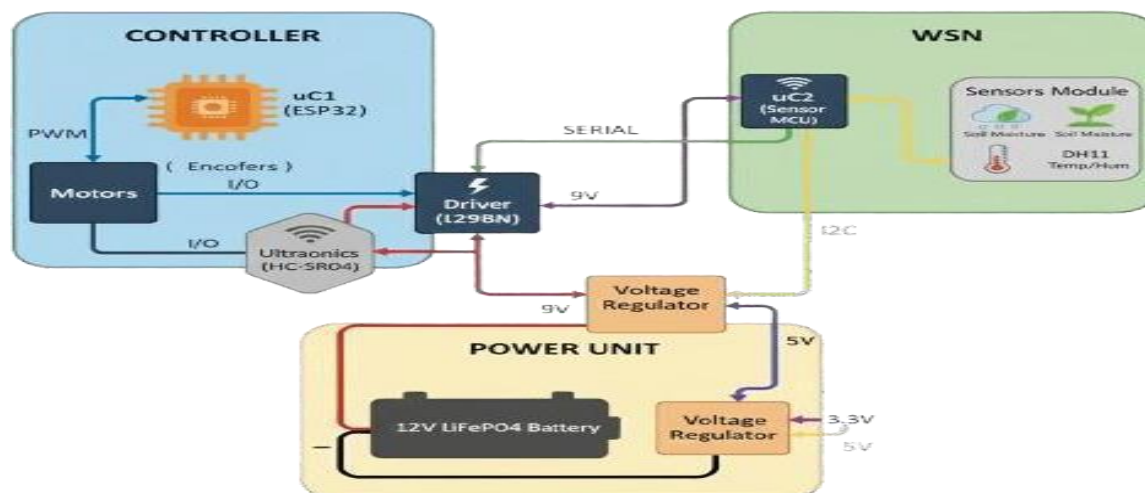 CONTROLLER
uC1
(ESP32)
PWM
( Encofers )
I/O
Motors
I/O
Driver
(L29BN)
Ultraonics
(HC-SR04)
SERIAL
9V
WSN
uC2
(Sensor
MCU)
Sensors Module
Soil Moixture
Soil Moisture
DH11
Temp/Hum
I2C
9V
Voltage
Regulator
5V
POWER UNIT
12V LiFePO4 Battery
Voltage
Regulator
3.3V
5V